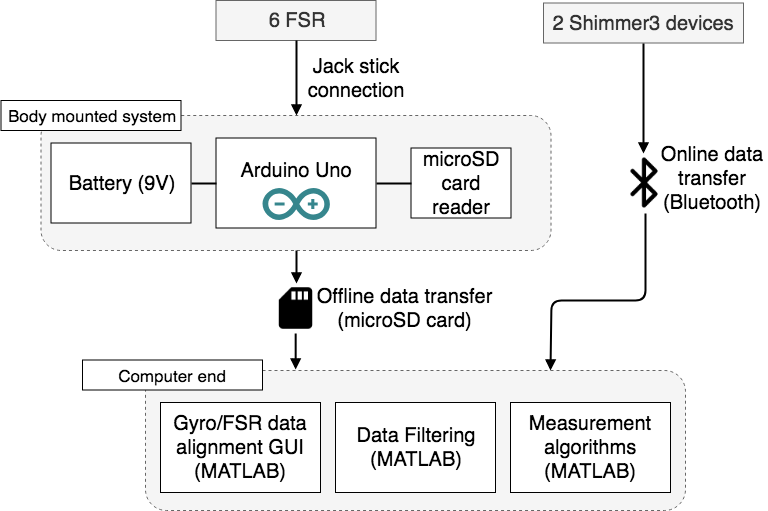 6 FSR
2 Shimmer3 devices
Jack stick
connection
Body mounted system
Battery (9V)
Arduino Uno
microSD
card
reader
Online data
transfer
(Bluetooth)
Offline data transfer
(microSD card)
Computer end
Gyro/FSR data
alignment GUI
(MATLAB)
Data Filtering
(MATLAB)
Measurement
algorithms
(MATLAB)